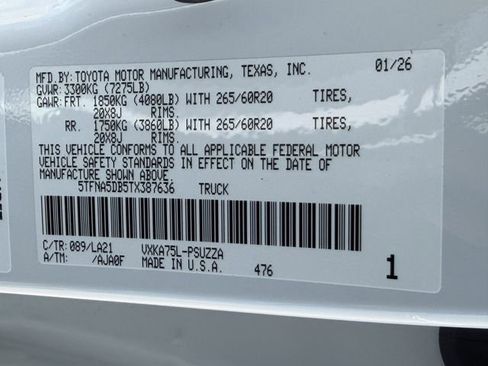 MFD.BY:TOYOTA MOTOR MANUFACTURING, TEXAS, INC. 01/26
GVWR: 3300KG (7275LB)
GAWR: FRT. 1850KG (4080LB) WITH 265/60R20 TIRES,
20X8J RIMS.
RR. 1750KG (3860LB) WITH 265/60R20 TIRES,
20X8J RIMS.
THIS VEHICLE CONFORMS TO ALL APPLICABLE FEDERAL MOTOR
VEHICLE SAFETY STANDARDS IN EFFECT ON THE DATE OF
MANUFACTURE SHOWN ABOVE.
5TFNA5DB5TX387636 TRUCK
C/TR: 089/LA21 VXKA75L-PSUZZA
A/TM: /AJA0F MADE IN U.S.A. 476 1